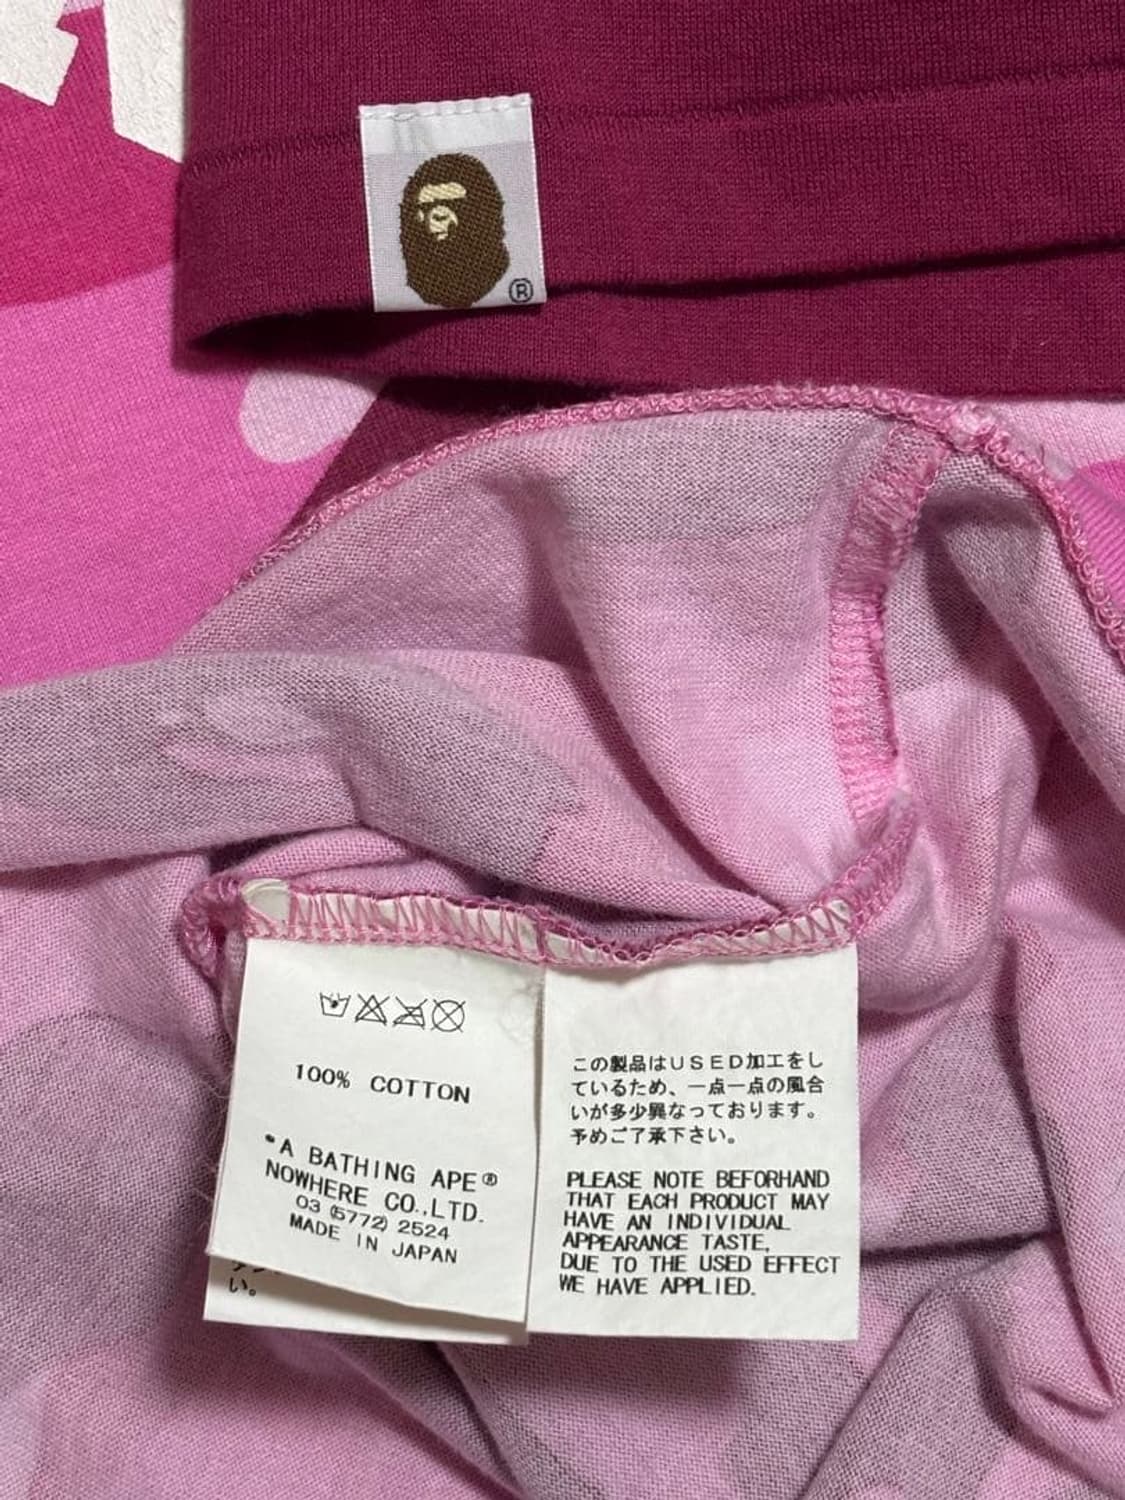 ®
100% COTTON
*A BATHING APE®
NOWHERE CO.,LTD.
03 (5772) 2524
MADE IN JAPAN
い。
この製品はＵＳＥＤ加工をし
ているため、一点一点の風合
いが多少異なっております。
予めご了承下さい。
PLEASE NOTE BEFORHAND
THAT EACH PRODUCT MAY
HAVE AN INDIVIDUAL
APPEARANCE TASTE,
DUE TO THE USED EFFECT
WE HAVE APPLIED.